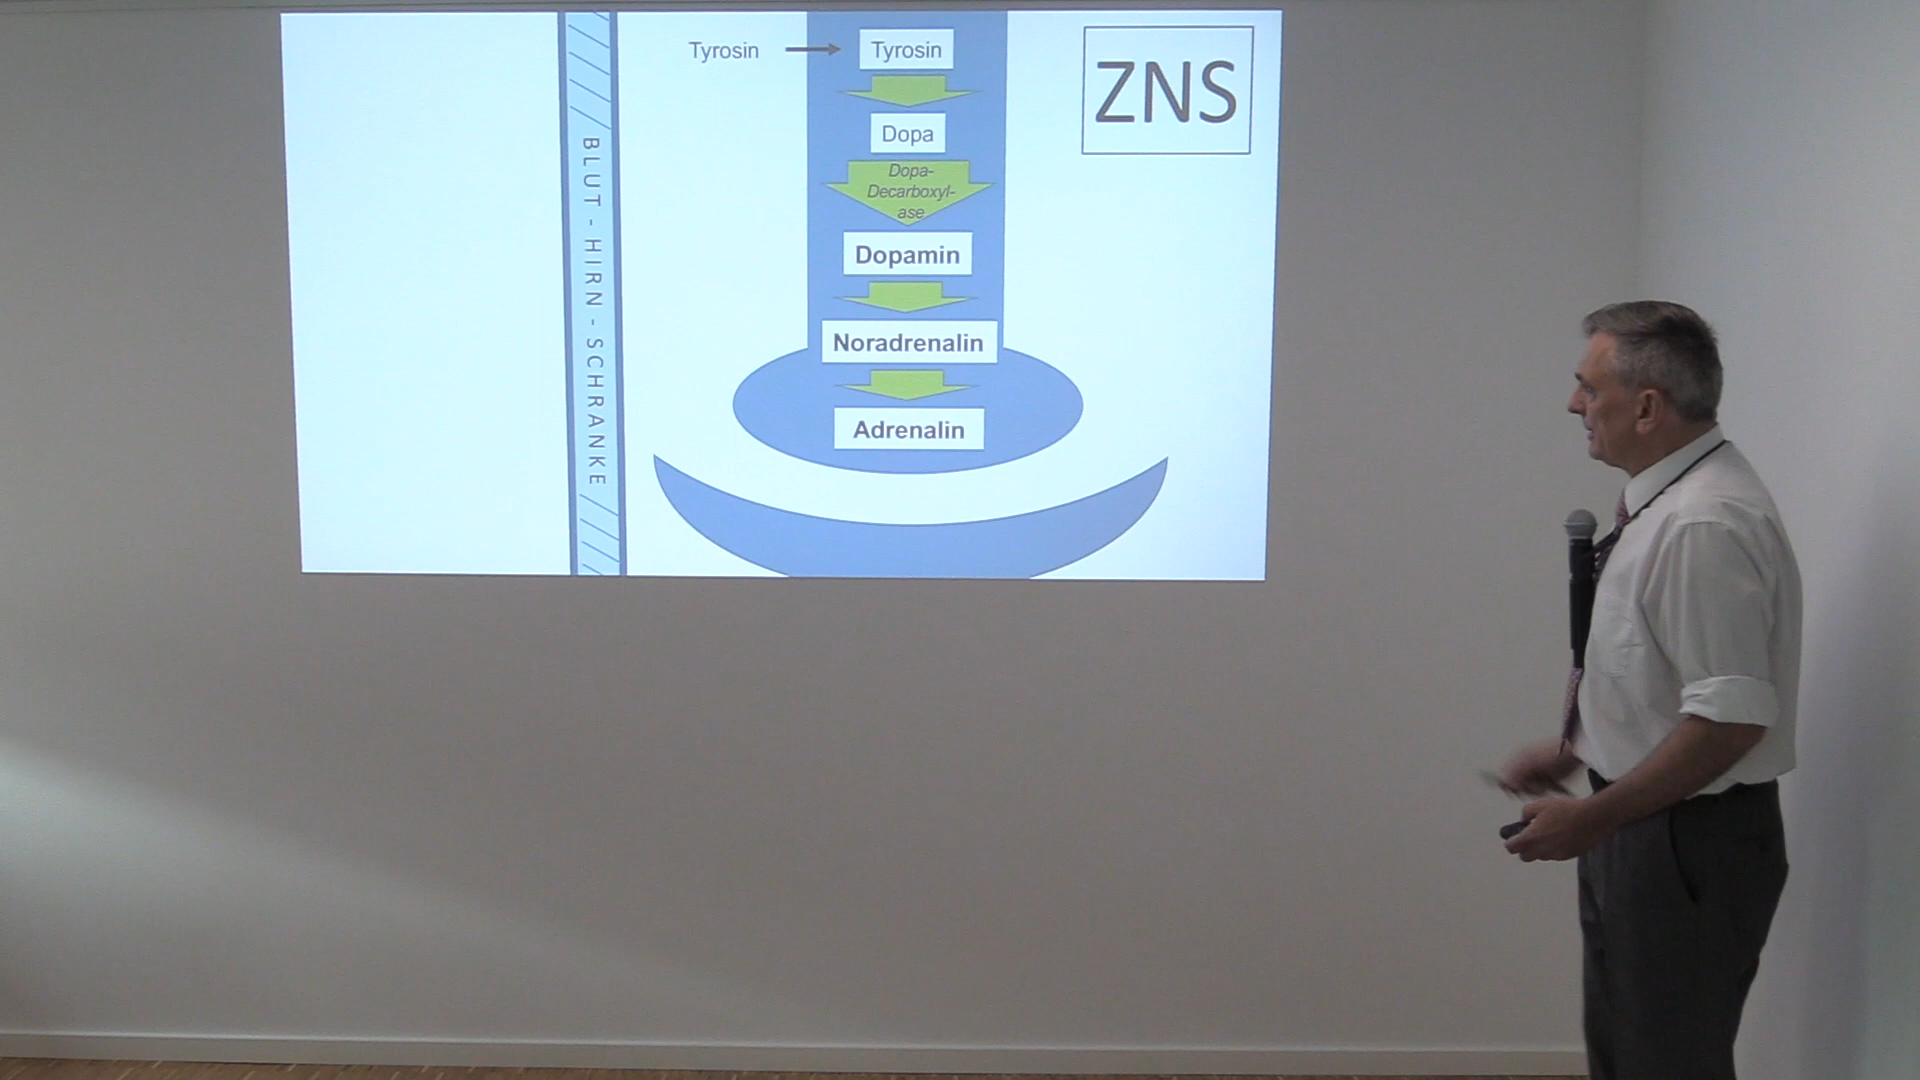 Tyrosin
Tyrosin
ZNS
Dopa
Dopa-
Decarboxyl-
ase
Dopamin
Noradrenalin
Adrenalin
BLUT - HIRN - SCHRANKE